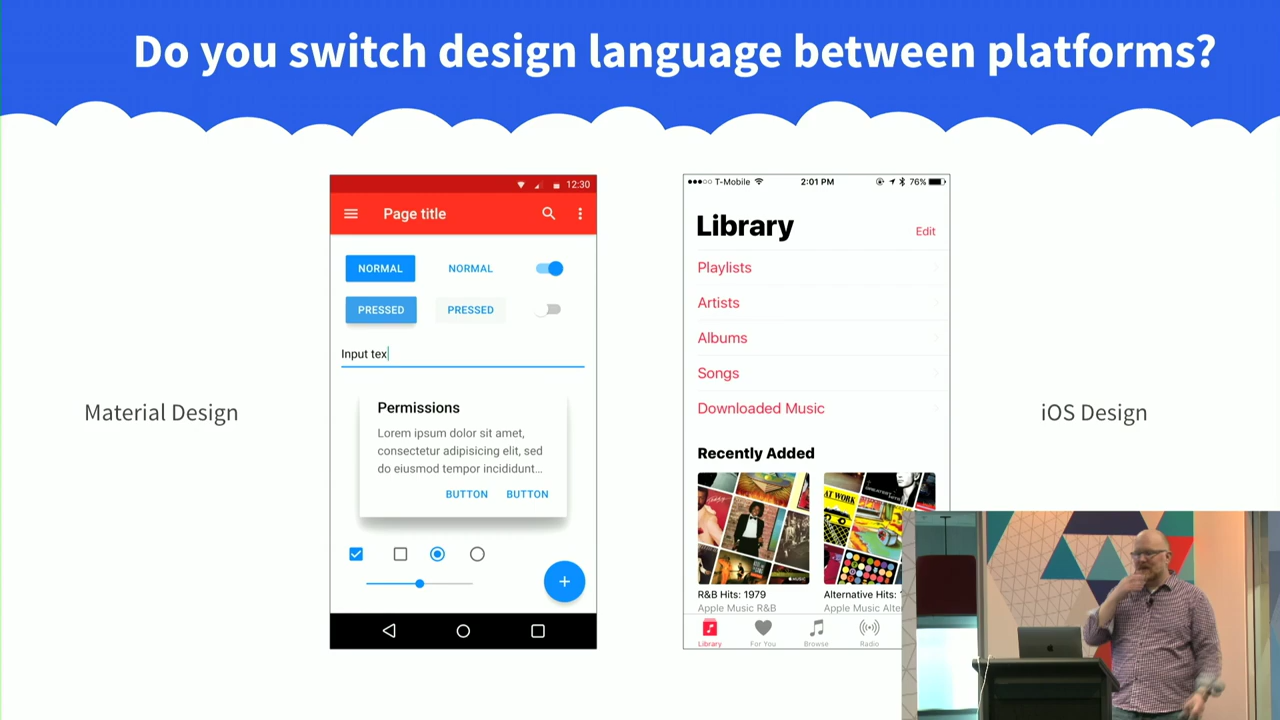 Do you switch design language between platforms?
12:30
Page title
NORMAL
NORMAL
PRESSED
PRESSED
Input tex
Permissions
Lorem ipsum dolor sit amet,
consectetur adipisicing elit, sed
do eiusmod tempor incididunt...
BUTTON
BUTTON
Material Design
T-Mobile
2:01 PM
76%
Library
Edit
Playlists
Artists
Albums
Songs
Downloaded Music
Recently Added
AT WORK
R&B Hits: 1979
Apple Music R&B
Alternative Hits:
Apple Music Alte
Library
For You
Browse
Radio
iOS Design